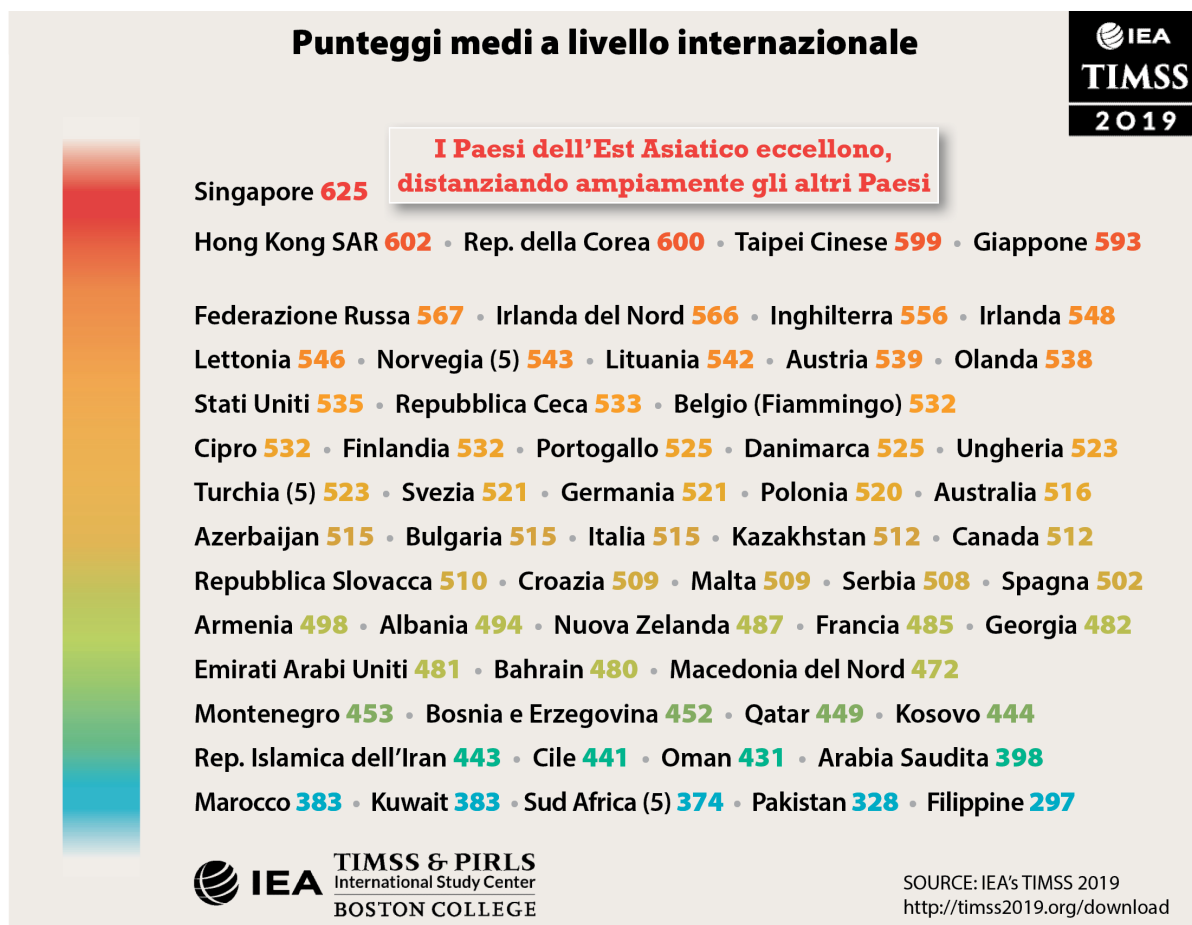 Punteggi medi a livello internazionale
IEA
TIMSS
2019
I Paesi dell'Est Asiatico eccellono,
distanziando ampiamente gli altri Paesi
Singapore 625
Hong Kong SAR 602 • Rep. della Corea 600 • Taipei Cinese 599 • Giappone 593
Federazione Russa 567 • Irlanda del Nord 566 • Inghilterra 556 • Irlanda 548
Lettonia 546 • Norvegia (5) 543 • Lituania 542 • Austria 539 • Olanda 538
Stati Uniti 535 • Repubblica Ceca 533 • Belgio (Fiammingo) 532
Cipro 532 • Finlandia 532 • Portogallo 525 • Danimarca 525 • Ungheria 523
Turchia (5) 523 • Svezia 521 • Germania 521 • Polonia 520 • Australia 516
Azerbaijan 515 • Bulgaria 515 • Italia 515 • Kazakhstan 512 • Canada 512
Repubblica Slovacca 510 • Croazia 509 • Malta 509 • Serbia 508 • Spagna 502
Armenia 498 • Albania 494 • Nuova Zelanda 487 • Francia 485 • Georgia 482
Emirati Arabi Uniti 481 • Bahrain 480 • Macedonia del Nord 472
Montenegro 453 • Bosnia e Erzegovina 452 • Qatar 449 • Kosovo 444
Rep. Islamica dell'Iran 443 • Cile 441 • Oman 431 • Arabia Saudita 398
Marocco 383 • Kuwait 383 • Sud Africa (5) 374 • Pakistan 328 • Filippine 297
IEA
TIMSS & PIRLS
International Study Center
BOSTON COLLEGE
SOURCE: IEA's TIMSS 2019
http://timss2019.org/download